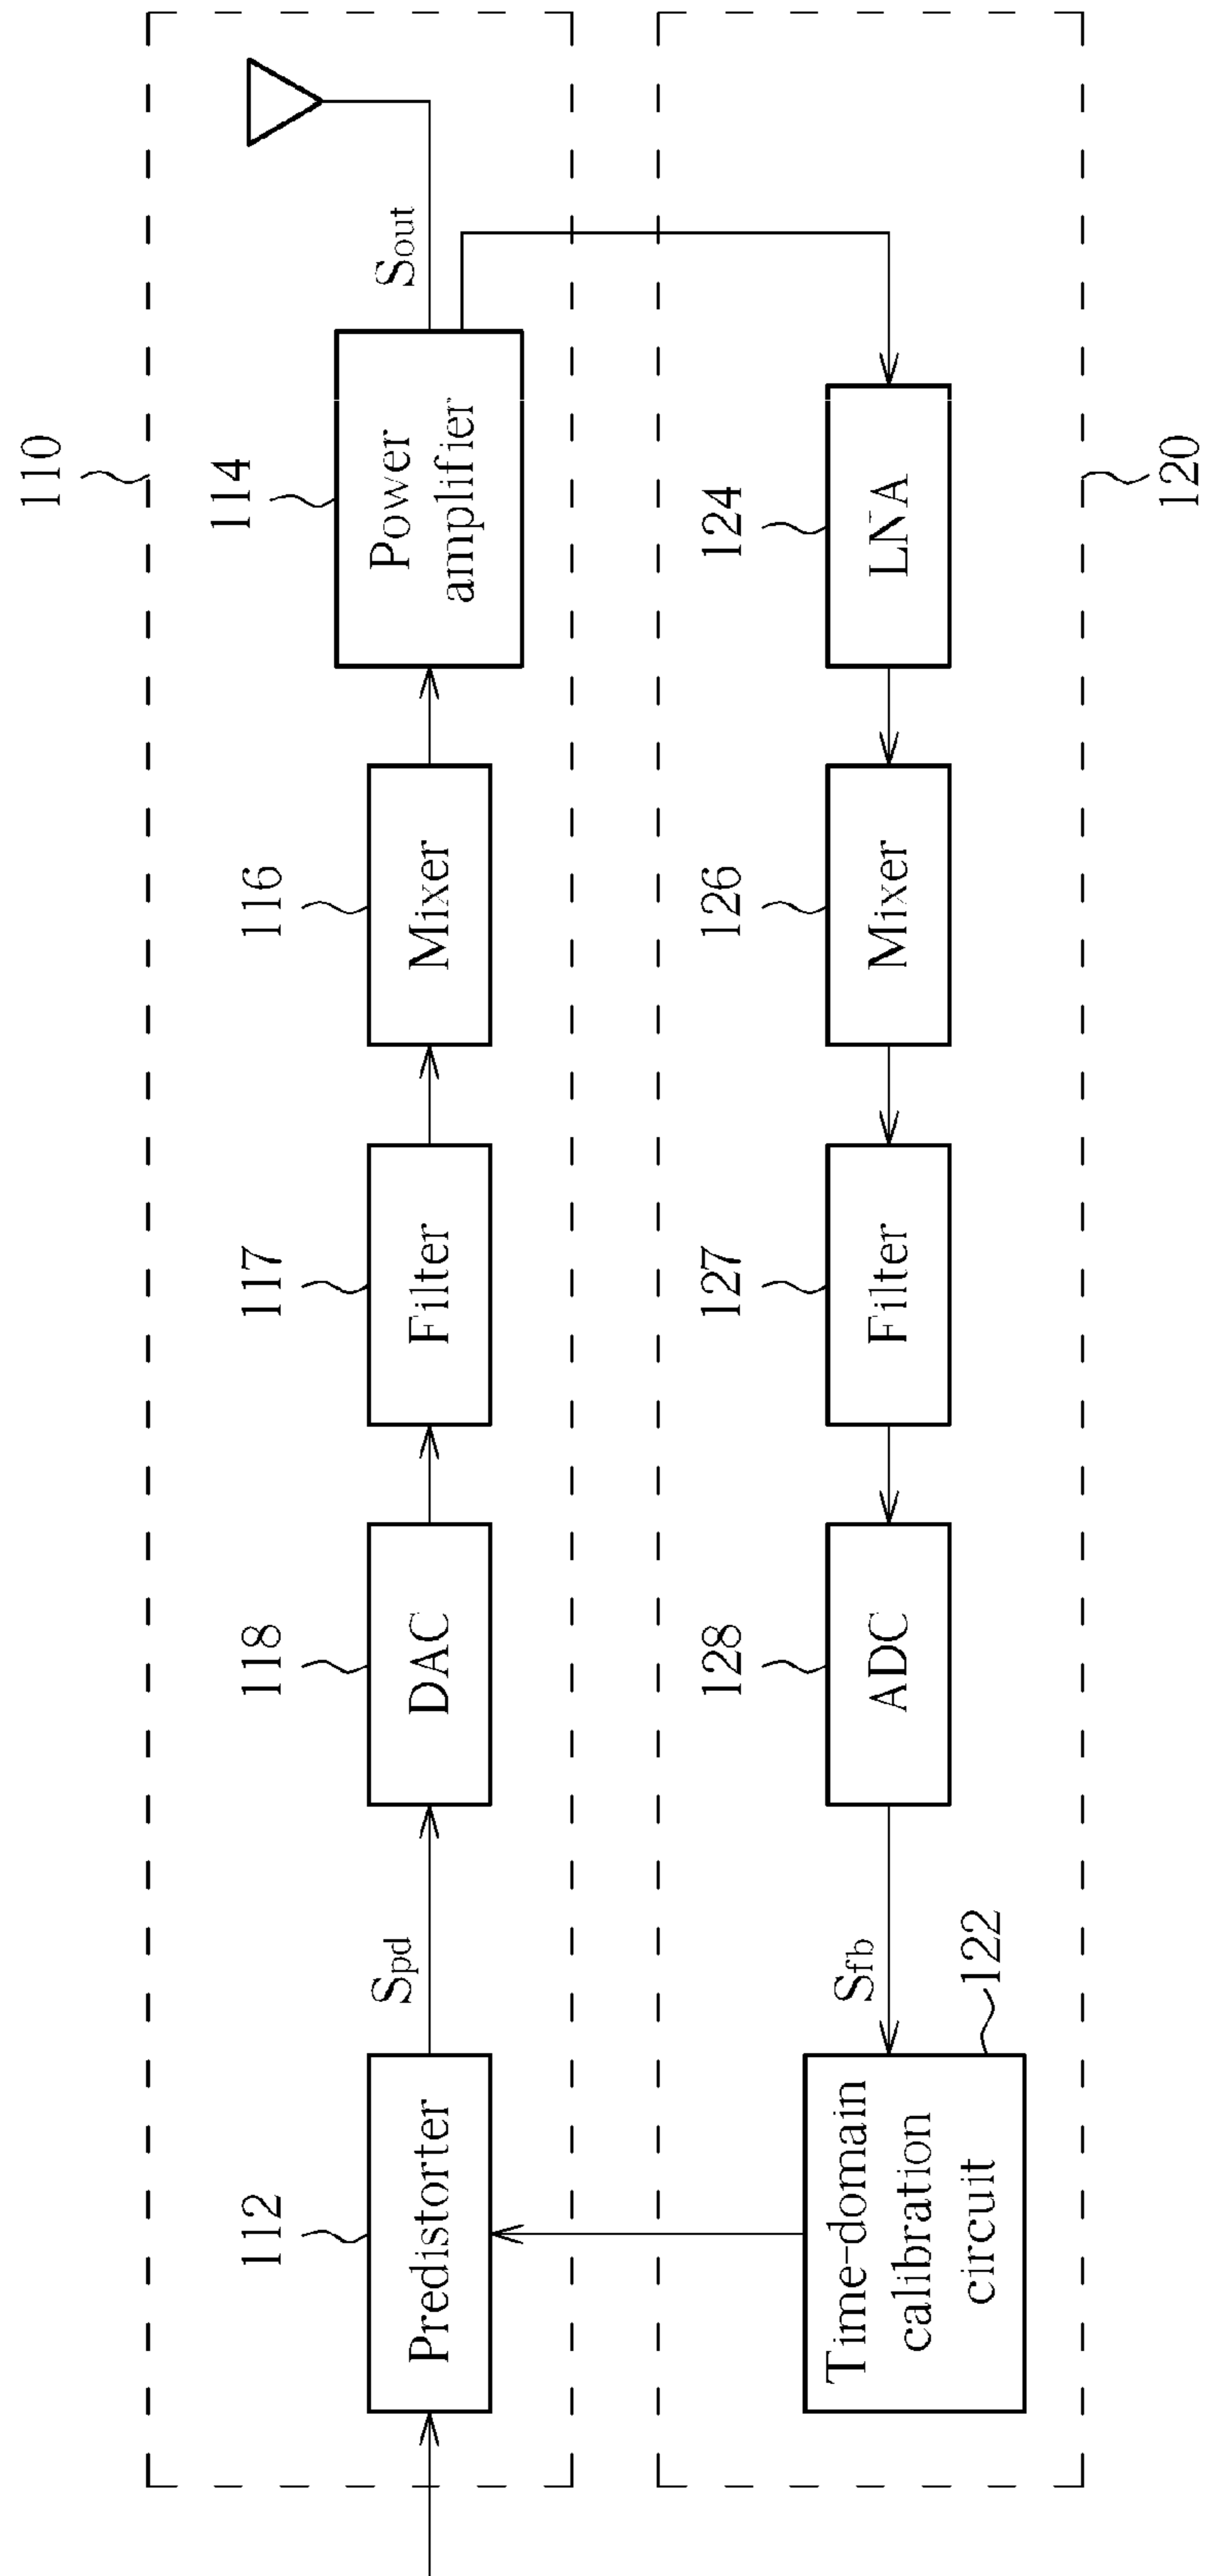 110
112
Predistorter
Spd
118
DAC
117
Filter
116
Mixer
114
Power
amplifier
Sout
122
Time-domain
calibration
circuit
Sfb
128
ADC
127
Filter
126
Mixer
124
LNA
120